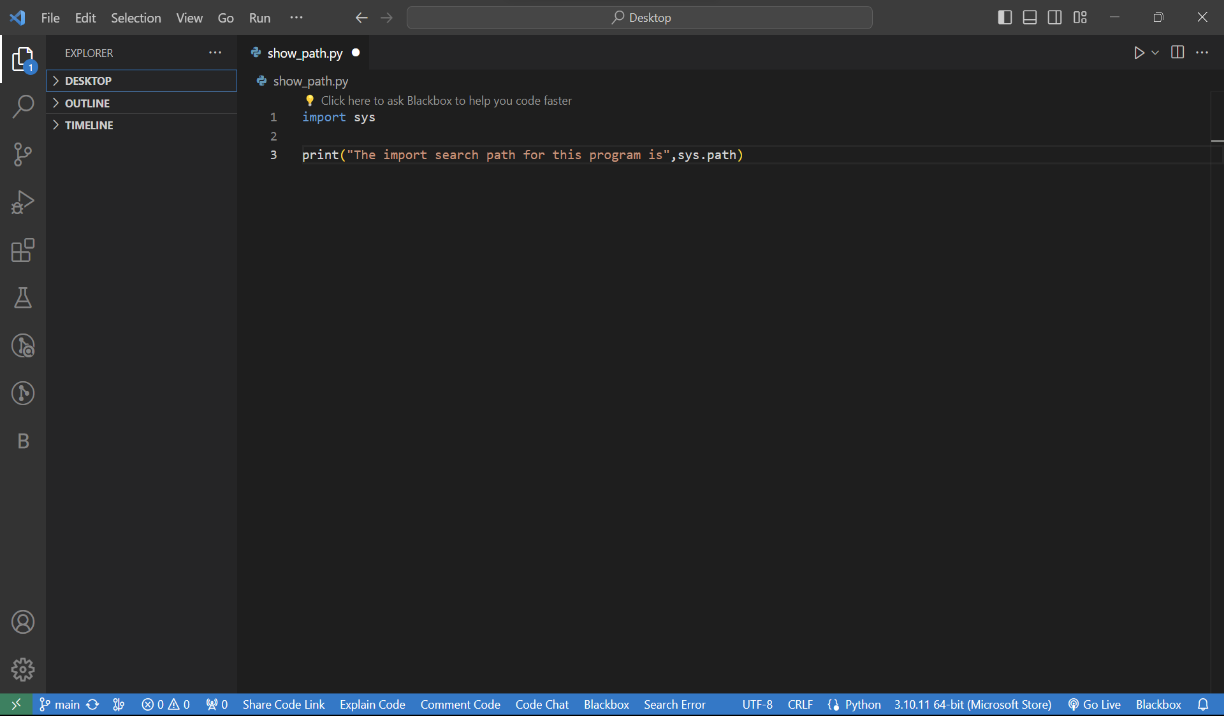 File Edit Selection View Go Run ··· Desktop
EXPLORER ···
show_path.py
DESKTOP
OUTLINE
TIMELINE
show_path.py
Click here to ask Blackbox to help you code faster
1 import sys
2
3 print("The import search path for this program is",sys.path)
1
B
main 0 0 0 Share Code Link Explain Code Comment Code Code Chat Blackbox Search Error UTF-8 CRLF Python 3.10.11 64-bit (Microsoft Store) Go Live Blackbox